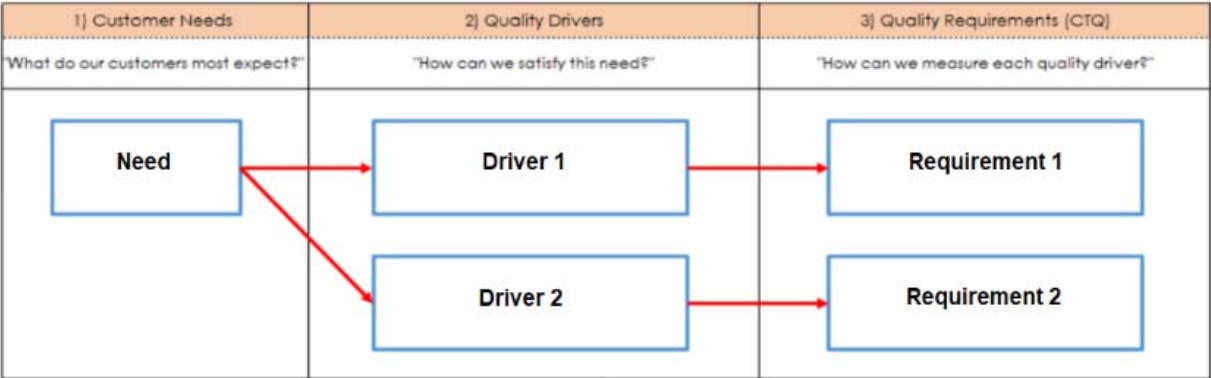 1) Customer Needs
2) Quality Drivers
3) Quality Requirements (CTQ)
"What do our customers most expect?"
"How can we satisfy this need?"
"How can we measure each quality driver?"
Need
Driver 1
Requirement 1
Driver 2
Requirement 2